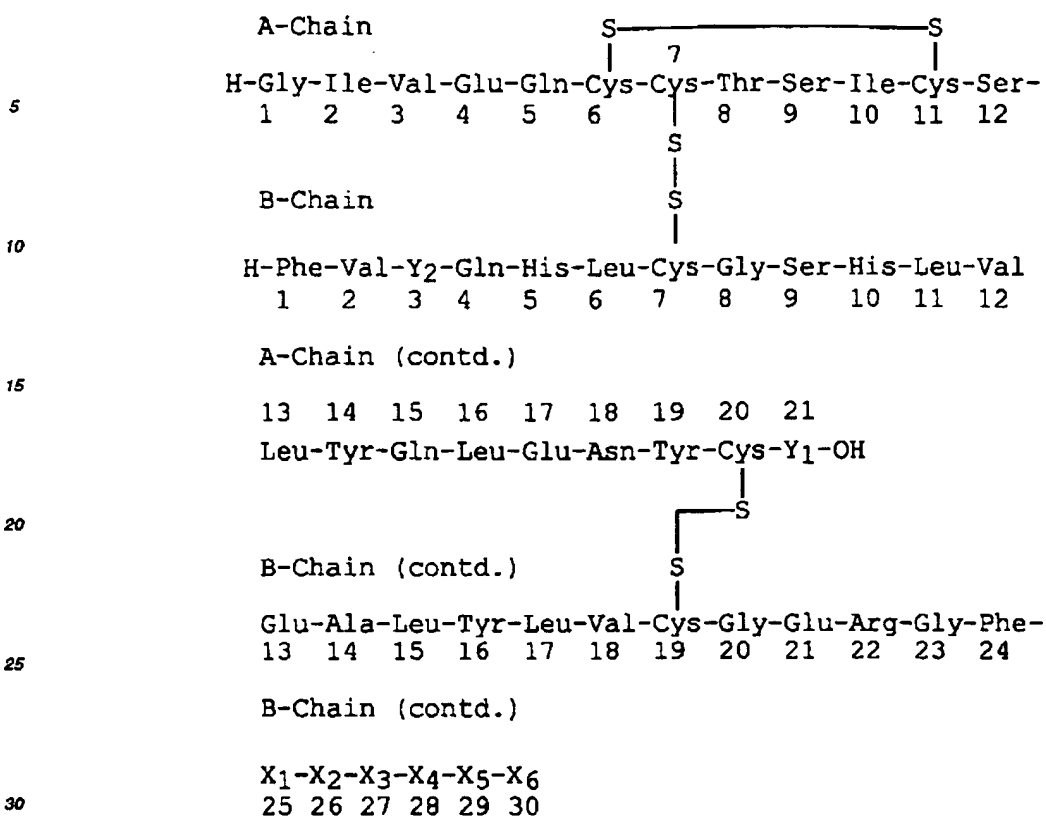 A-Chain S S
7
H-Gly-Ile-Val-Glu-Gln-Cys-Cys-Thr-Ser-Ile-Cys-Ser-
5 1 2 3 4 5 6 8 9 10 11 12
S
B-Chain S
10
H-Phe-Val-Y2-Gln-His-Leu-Cys-Gly-Ser-His-Leu-Val
1 2 3 4 5 6 7 8 9 10 11 12
A-Chain (contd.)
15
13 14 15 16 17 18 19 20 21
Leu-Tyr-Gln-Leu-Glu-Asn-Tyr-Cys-Y1-OH
20 S
B-Chain (contd.) S
Glu-Ala-Leu-Tyr-Leu-Val-Cys-Gly-Glu-Arg-Gly-Phe-
13 14 15 16 17 18 19 20 21 22 23 24
25
B-Chain (contd.)
X1-X2-X3-X4-X5-X6
30 25 26 27 28 29 30